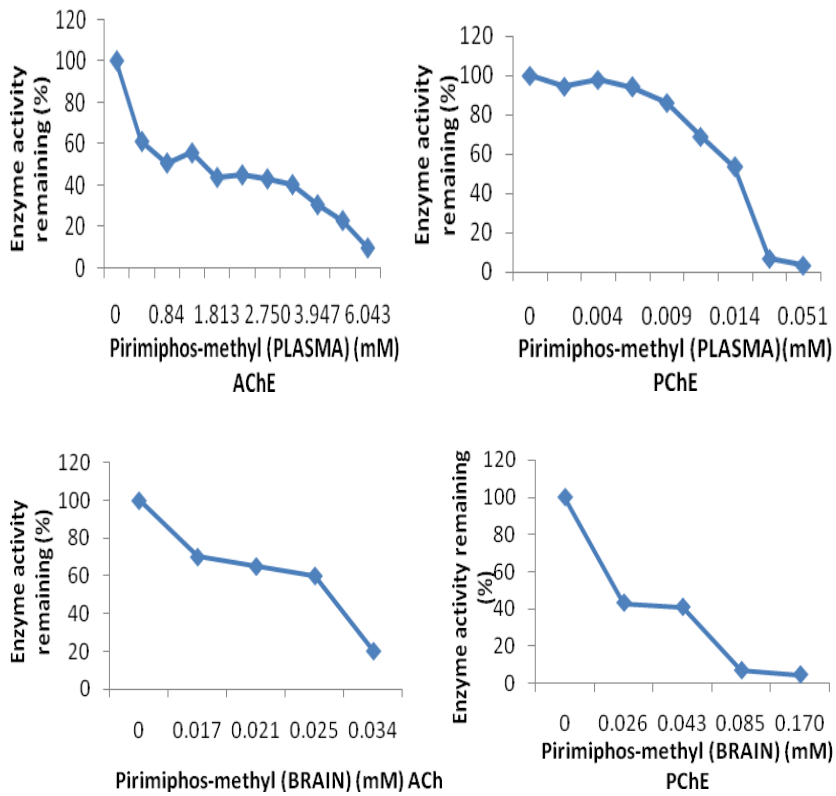 Enzyme activity
remaining (%)
120
100
80
60
40
20
0
0 0.84 1.813 2.750 3.947 6.043
Pirimiphos-methyl (PLASMA) (mM)
AChE
Enzyme activity
remaining (%)
120
100
80
60
40
20
0
0 0.004 0.009 0.014 0.051
Pirimiphos-methyl (PLASMA)(mM)
PChE
Enzyme activity
remaining (%)
120
100
80
60
40
20
0
0 0.017 0.021 0.025 0.034
Pirimiphos-methyl (BRAIN) (mM) ACh
Enzyme activity remaining
(%)
120
100
80
60
40
20
0
0 0.026 0.043 0.085 0.170
Pirimiphos-methyl (BRAIN) (mM)
PChE